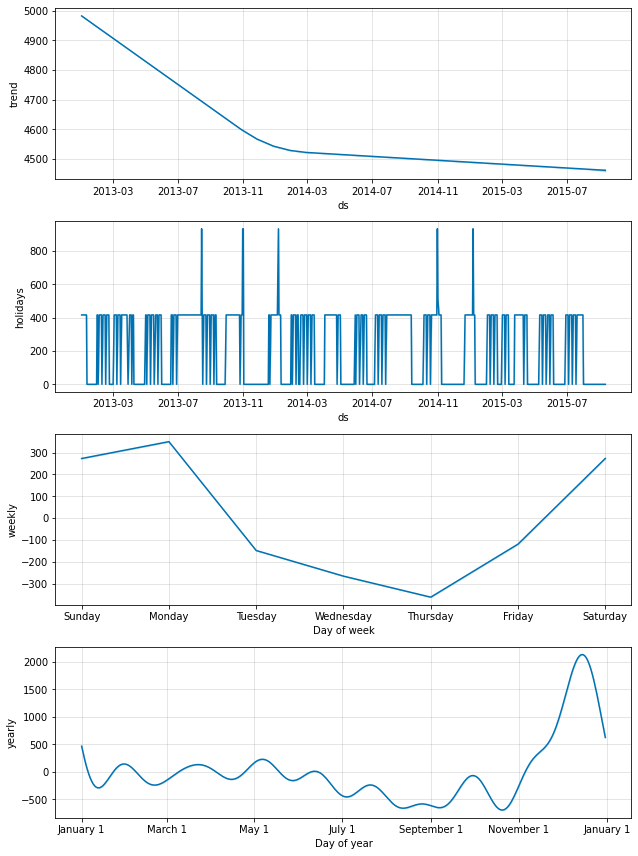 5000
4900
4800
4700
4600
4500
trend
2013-03 2013-07 2013-11 2014-03 2014-07 2014-11 2015-03 2015-07
ds
800
600
400
200
0
holidays
2013-03 2013-07 2013-11 2014-03 2014-07 2014-11 2015-03 2015-07
ds
300
200
100
0
−100
−200
−300
weekly
Sunday Monday Tuesday Wednesday Thursday Friday Saturday
Day of week
2000
1500
1000
500
0
−500
yearly
January 1 March 1 May 1 July 1 September 1 November 1 January 1
Day of year